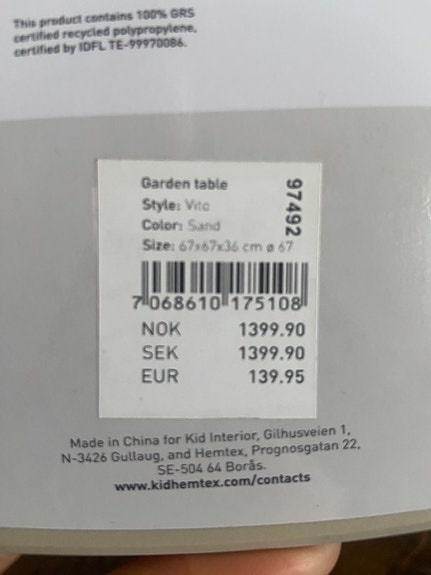 This product contains 100% GRS
certified recycled polypropylene,
certified by IDFL TE-99970086.
Garden table
Style: Vito
Color: Sand
Size: 67x67x36 cm ø 67
97492
7 068610 175108
NOK 1399.90
SEK 1399.90
EUR 139.95
Made in China for Kid Interior, Gilhusveien 1,
N-3426 Gullaug, and Hemtex, Prognosgatan 22,
SE-504 64 Borås.
www.kidhemtex.com/contacts